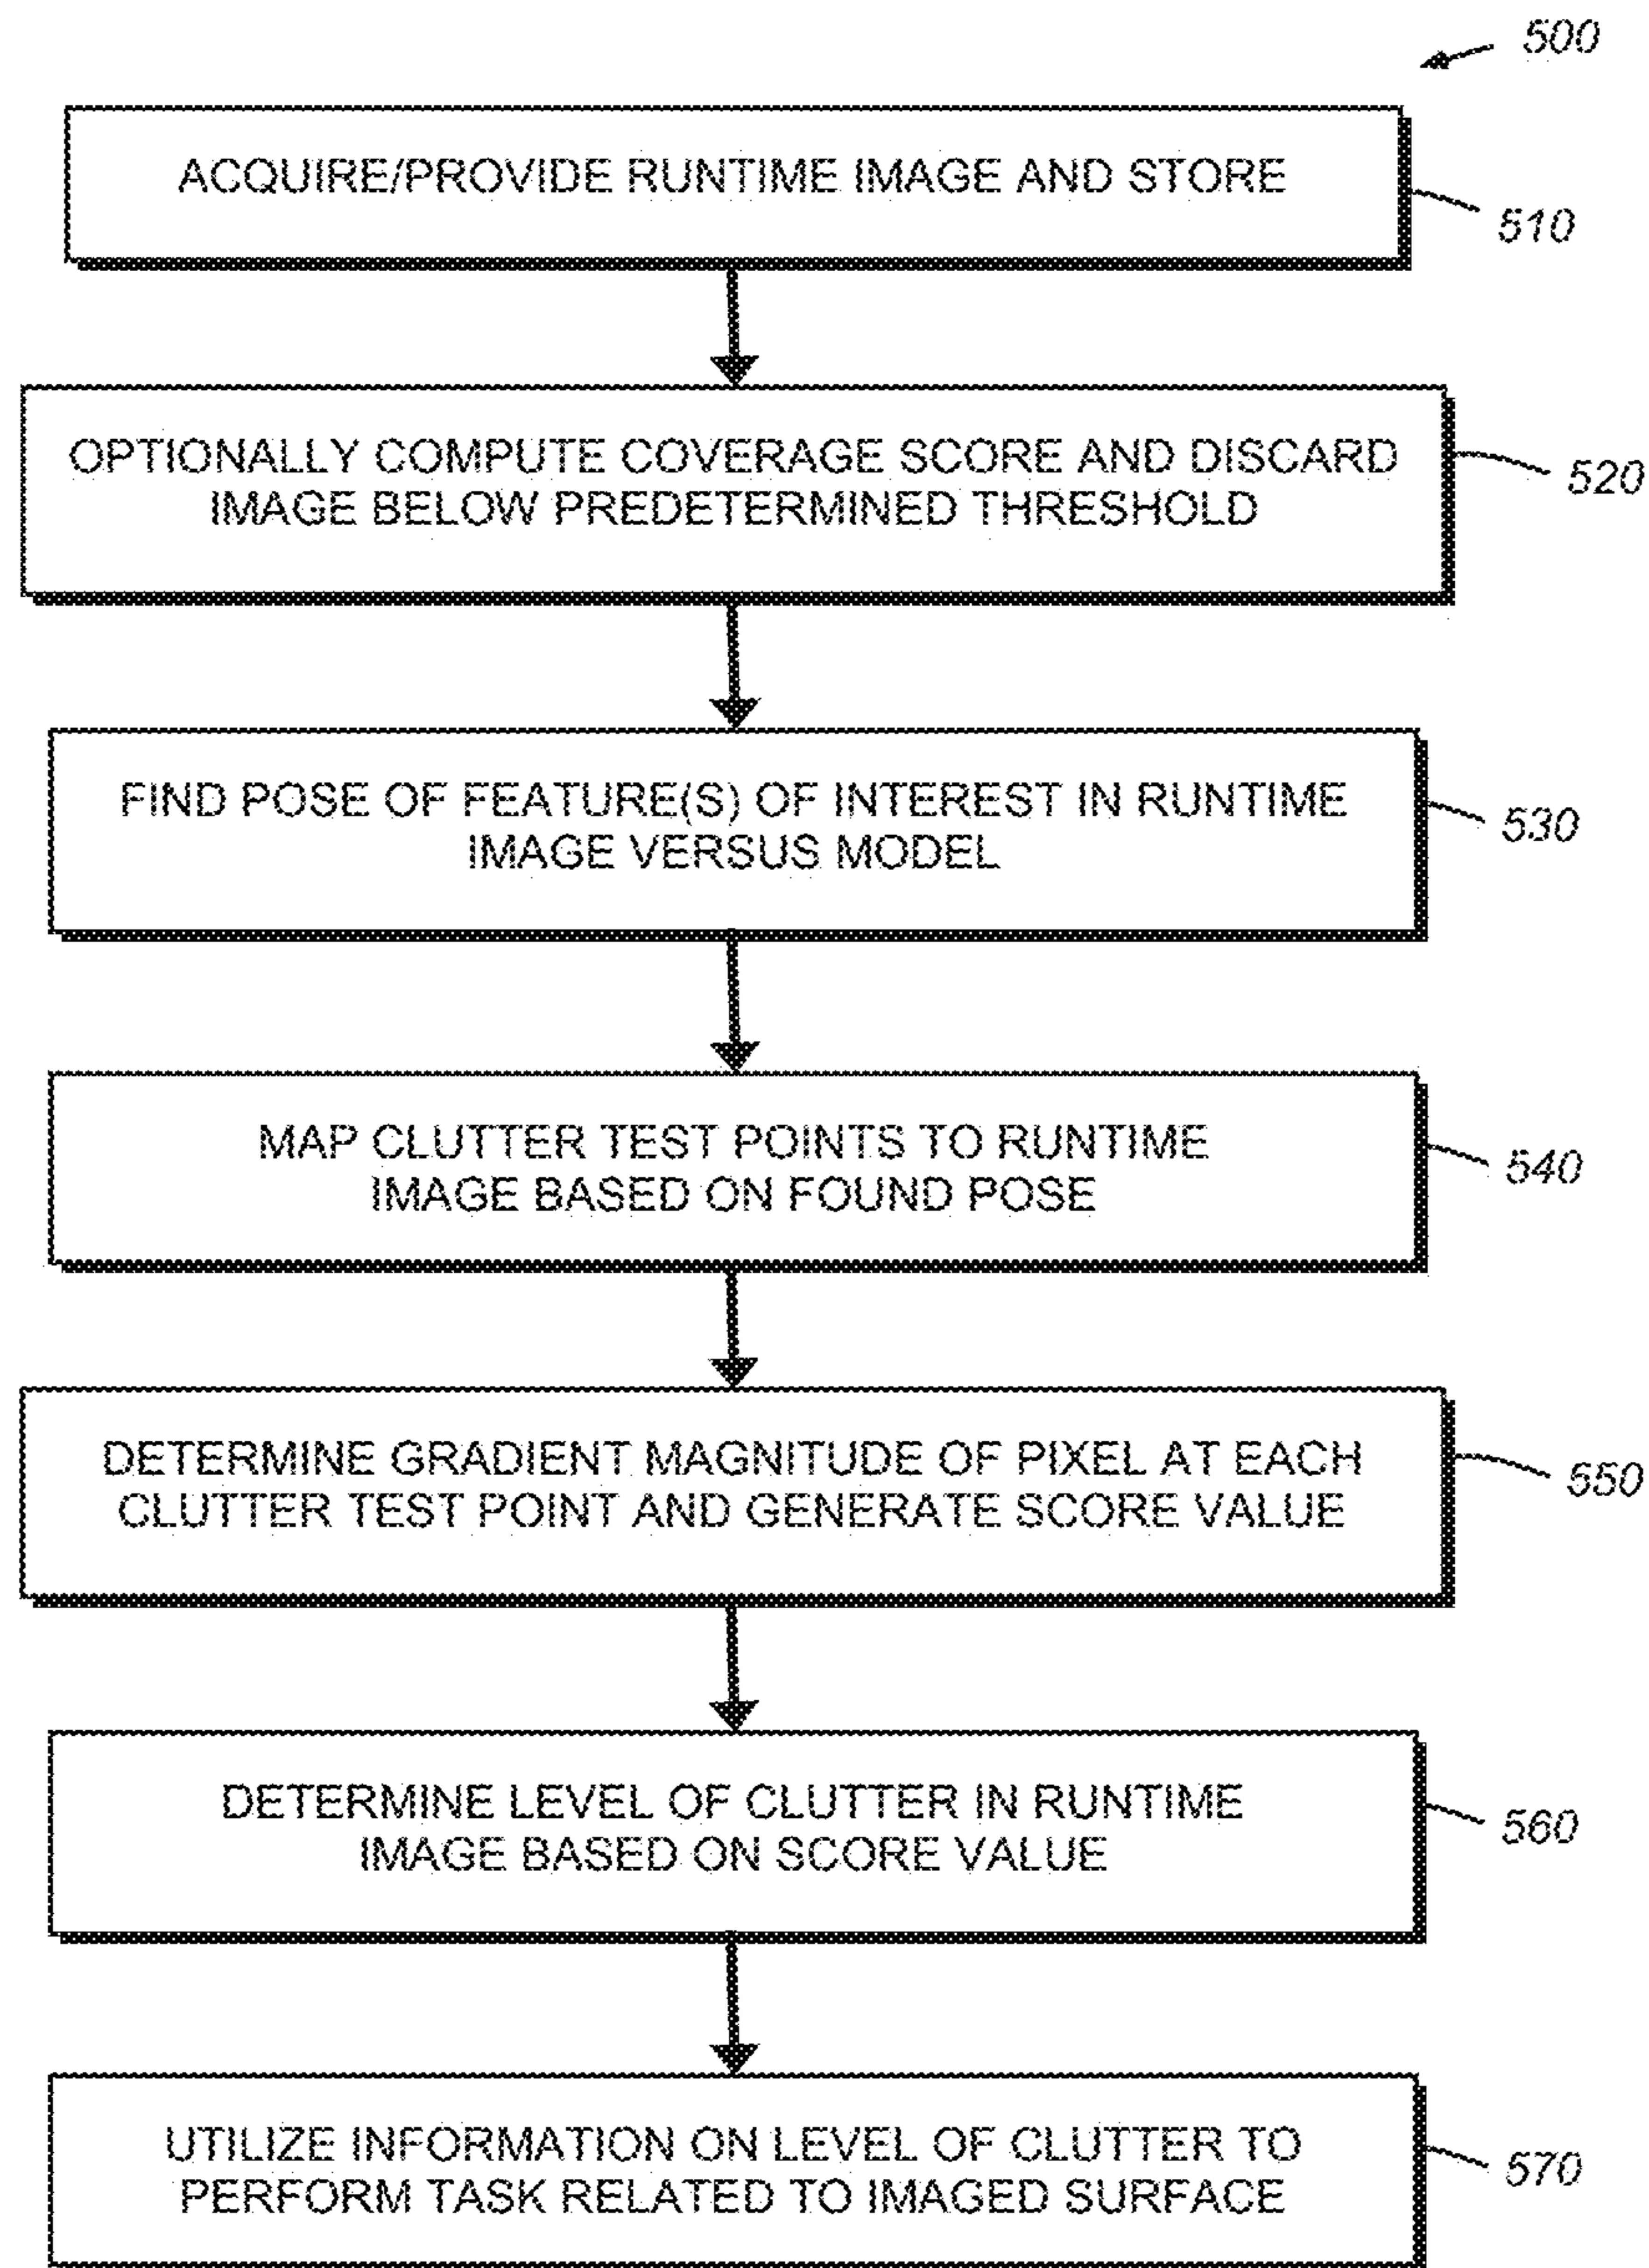 500
ACQUIRE/PROVIDE RUNTIME IMAGE AND STORE
510
OPTIONALLY COMPUTE COVERAGE SCORE AND DISCARD
IMAGE BELOW PREDETERMINED THRESHOLD
520
FIND POSE OF FEATURE(S) OF INTEREST IN RUNTIME
IMAGE VERSUS MODEL
530
MAP CLUTTER TEST POINTS TO RUNTIME
IMAGE BASED ON FOUND POSE
540
DETERMINE GRADIENT MAGNITUDE OF PIXEL AT EACH
CLUTTER TEST POINT AND GENERATE SCORE VALUE
550
DETERMINE LEVEL OF CLUTTER IN RUNTIME
IMAGE BASED ON SCORE VALUE
560
UTILIZE INFORMATION ON LEVEL OF CLUTTER TO
PERFORM TASK RELATED TO IMAGED SURFACE
570